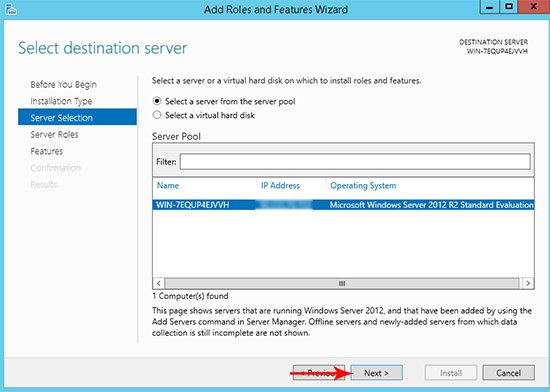 Add Roles and Features Wizard
Select destination server
DESTINATION SERVER
WIN-7EQUP4EJVVH
Before You Begin
Installation Type
Server Selection
Server Roles
Features
Confirmation
Results
Select a server or a virtual hard disk on which to install roles and features.
Select a server from the server pool
Select a virtual hard disk
Server Pool
Filter:
Name IP Address Operating System
WIN-7EQUP4EJVVH Microsoft Windows Server 2012 R2 Standard Evaluation
1 Computer(s) found
This page shows servers that are running Windows Server 2012, and that have been added by using the
Add Servers command in Server Manager. Offline servers and newly-added servers from which data
collection is still incomplete are not shown.
< Previous Next > Install Cancel